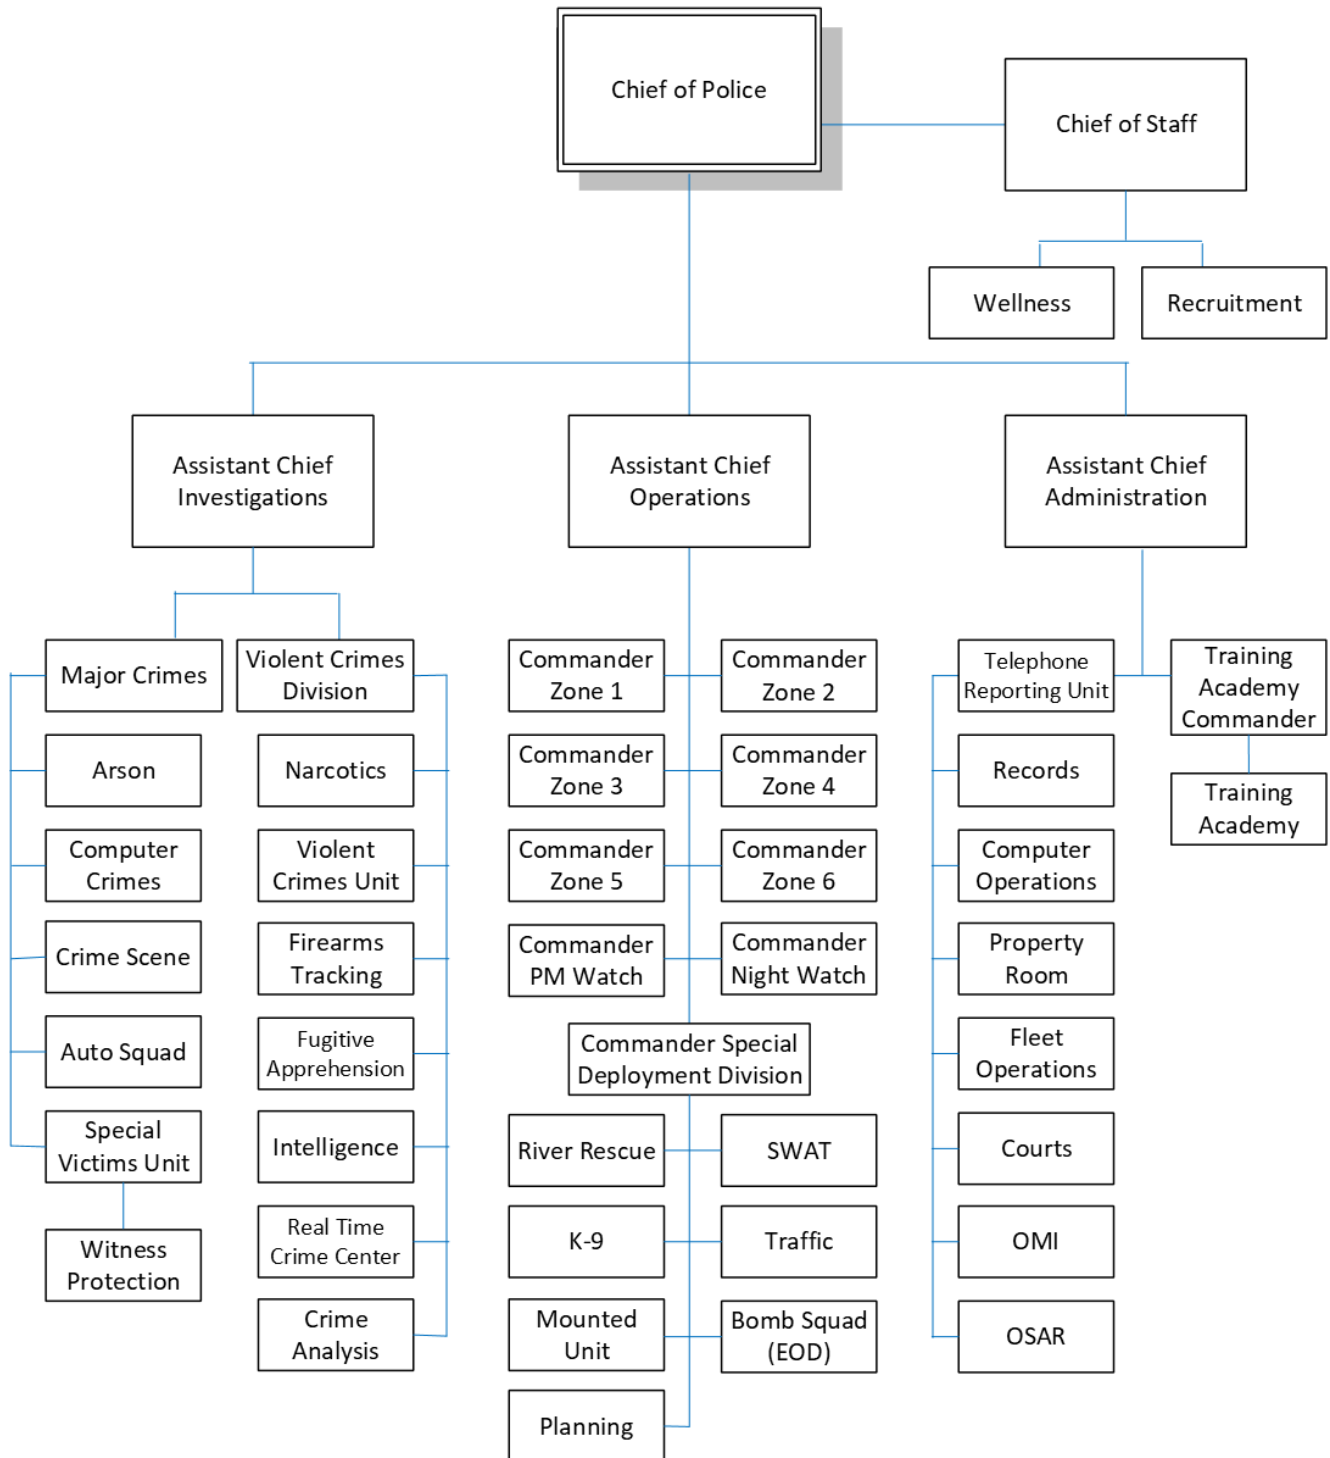 Chief of Police
Chief of Staff
Wellness
Recruitment
Assistant Chief
Investigations
Assistant Chief
Operations
Assistant Chief
Administration
Major Crimes
Arson
Computer
Crimes
Crime Scene
Auto Squad
Special
Victims Unit
Witness
Protection
Violent Crimes
Division
Narcotics
Violent
Crimes Unit
Firearms
Tracking
Fugitive
Apprehension
Intelligence
Real Time
Crime Center
Crime
Analysis
Commander
Zone 1
Commander
Zone 2
Commander
Zone 3
Commander
Zone 4
Commander
Zone 5
Commander
Zone 6
Commander
PM Watch
Commander
Night Watch
Commander Special
Deployment Division
River Rescue
SWAT
K-9
Traffic
Mounted
Unit
Bomb Squad
(EOD)
Planning
Telephone
Reporting Unit
Records
Computer
Operations
Property
Room
Fleet
Operations
Courts
OMI
OSAR
Training
Academy
Commander
Training
Academy